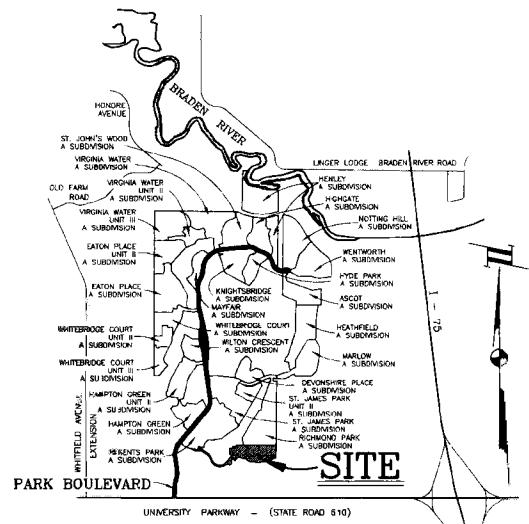 BRADEN RIVER
HONORE
AVENUE
ST. JOHN'S WOOD
A SUBDIVISION
VIRGINIA WATER
A SUBDIVISION
LINGER LODGE BRADEN RIVER ROAD
HENLEY
A SUBDIVISION
VIRGINIA WATER
UNIT II
A SUBDIVISION
OLD FARM
ROAD
HIGHGATE
A SUBDIVISION
VIRGINIA WATER
UNIT III
A SUBDIVISION
NOTTING HILL
A SUBDIVISION
EATON PLACE
UNIT II
A SUBDIVISION
WENTWORTH
A SUBDIVISION
HYDE PARK
A SUBDIVISION
EATON PLACE
A SUBDIVISION
KNIGHTSBRIDGE
A SUBDIVISION
ASCOT
A SUBDIVISION
I-75
MAYFAIR
A SUBDIVISION
WHITEBRIDGE COURT
UNIT II
A SUBDIVISION
WHITEBRIDGE COURT
A SUBDIVISION
HEATHFIELD
A SUBDIVISION
WILTON CRESCENT
A SUBDIVISION
WHITEBRIDGE COURT
UNIT III
A SUBDIVISION
MARLOW
A SUBDIVISION
DEVONSHIRE PLACE
A SUBDIVISION
HAMPTON GREEN
UNIT II
A SUBDIVISION
ST. JAMES PARK
UNIT II
A SUBDIVISION
WHITFIELD AVENUE
EXTENSION
HAMPTON GREEN
A SUBDIVISION
ST. JAMES PARK
A SUBDIVISION
RICHMOND PARK
A SUBDIVISION
REGENTS PARK
A SUBDIVISION
SITE
PARK BOULEVARD
UNIVERSITY PARKWAY - (STATE ROAD 610)